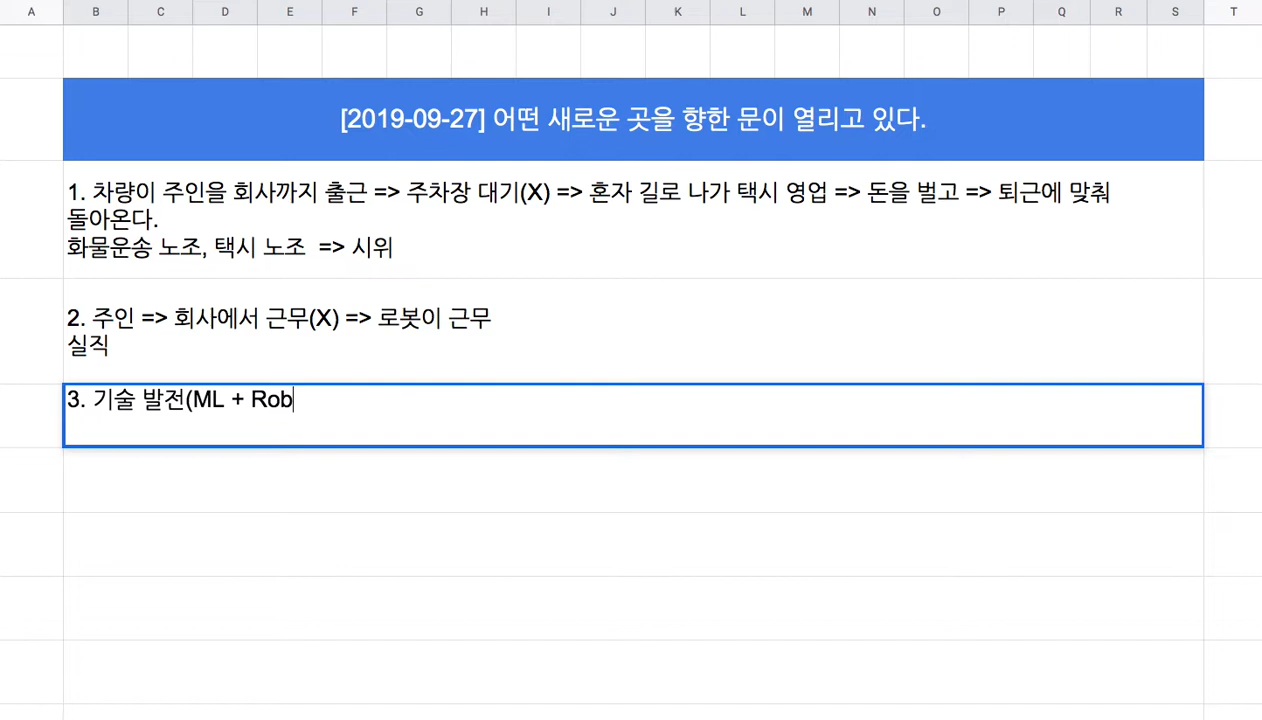 A B C D E F G H I J K L M N O P Q R S T
[2019-09-27] 어떤 새로운 곳을 향한 문이 열리고 있다.
1. 차량이 주인을 회사까지 출근 => 주차장 대기(X) => 혼자 길로 나가 택시 영업 => 돈을 벌고 => 퇴근에 맞춰
돌아온다.
화물운송 노조, 택시 노조  => 시위
2. 주인 => 회사에서 근무(X) => 로봇이 근무
실직
3. 기술 발전(ML + Rob